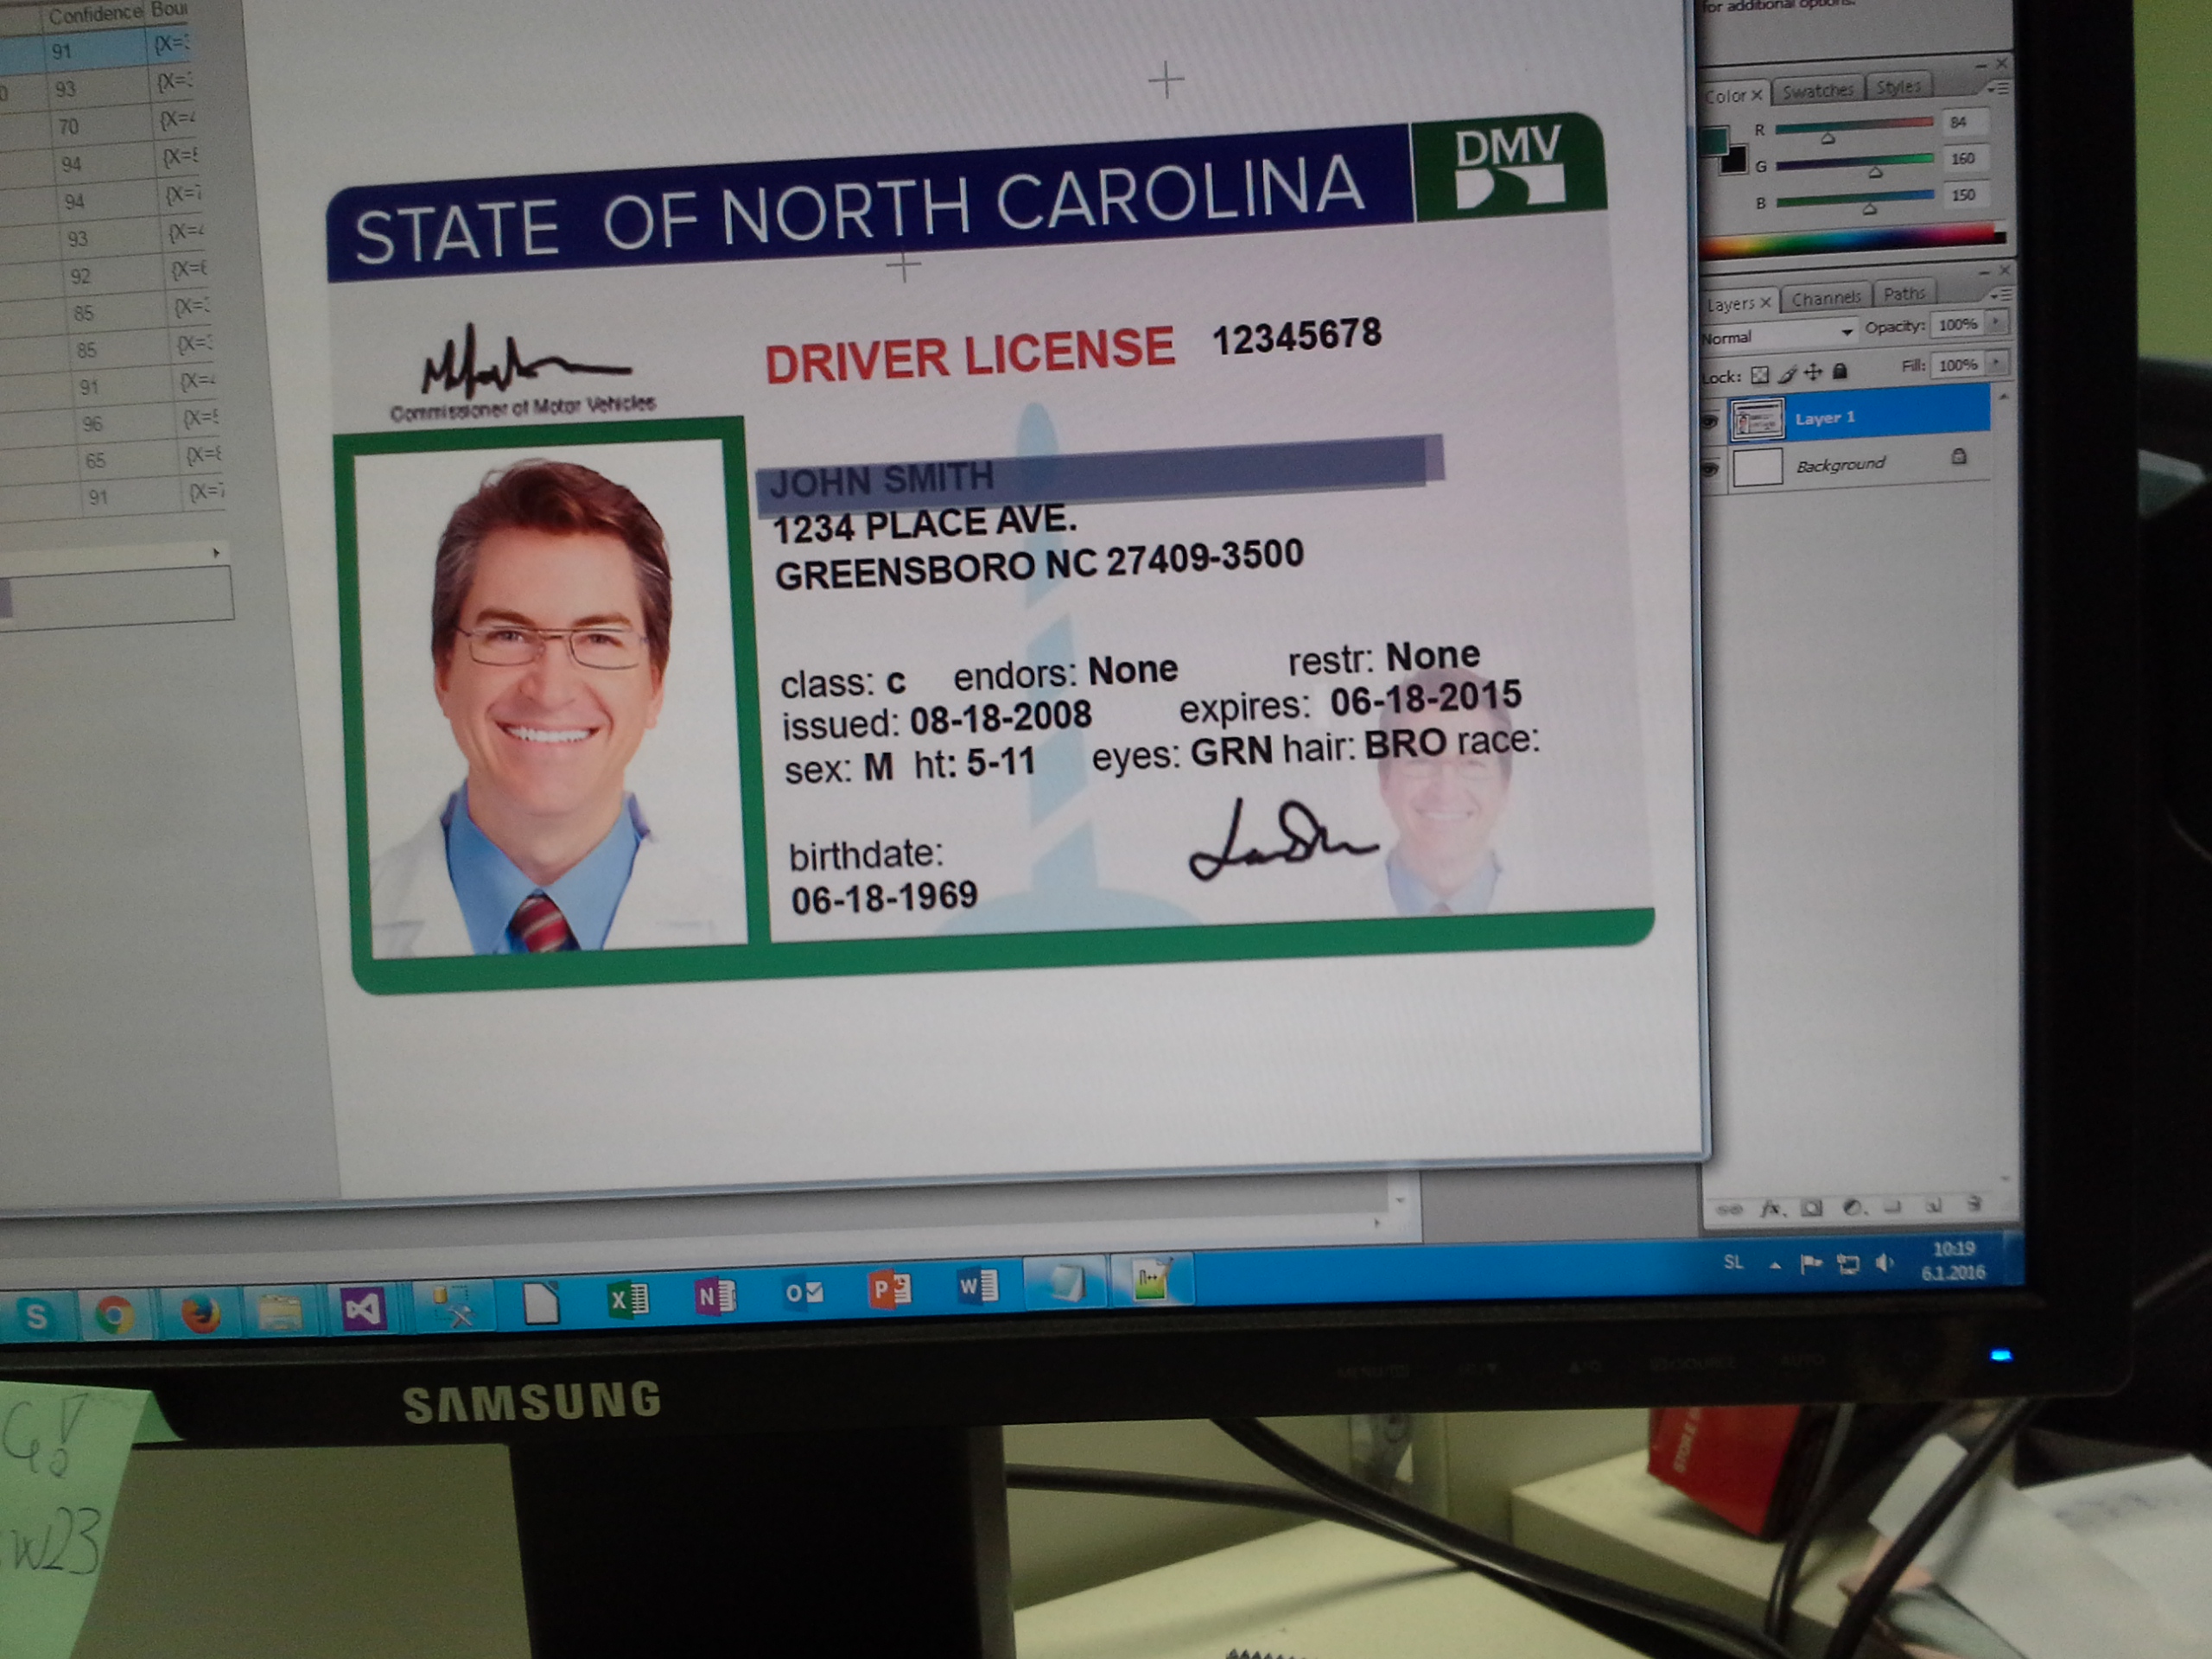 Confidence
91 {X=
93 {X=
70 {X=
94 {X=
94 {X=
93 {X=
92 {X=
85 {X=
85 {X=
91 {X=
96 {X=
65 {X=
91 {X=
STATE OF NORTH CAROLINA
DMV
Commissioner of Motor Vehicles
DRIVER LICENSE 12345678
JOHN SMITH
1234 PLACE AVE.
GREENSBORO NC 27409-3500
class: c endors: None restr: None
issued: 08-18-2008 expires: 06-18-2015
sex: M ht: 5-11 eyes: GRN hair: BRO race:
birthdate:
06-18-1969
for additional options.
Color x Swatches Styles
R 84
G 160
B 150
Layers x Channels Paths
Normal Opacity: 100%
Lock: Fill: 100%
Layer 1
Background
fx
S X N O P W n++
SL 10:19
6.1.2016
SAMSUNG
AUTO
w23